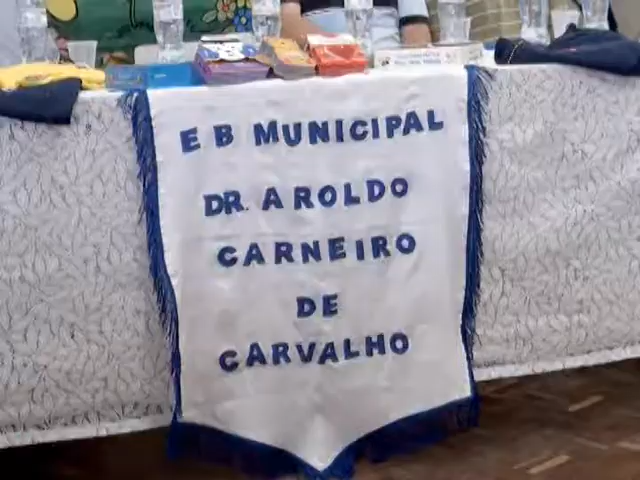 E B MUNICIPAL
DR. AROLDO
CARNEIRO
DE
CARVALHO